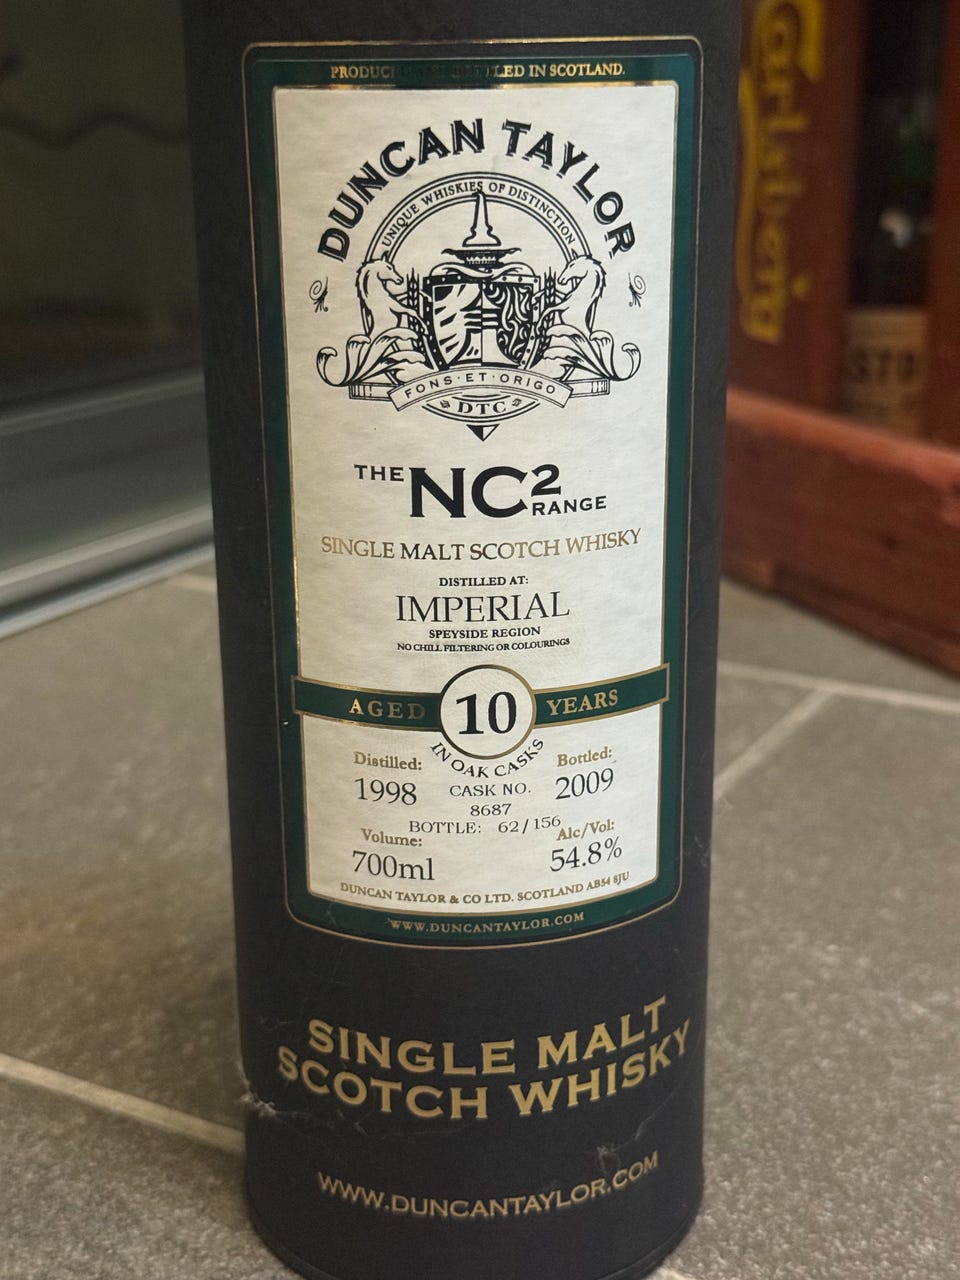 PRODUCED AND BOTTLED IN SCOTLAND.
DUNCAN TAYLOR
UNIQUE WHISKIES OF DISTINCTION
FONS·ET·ORIGO
DTC
THE NC2 RANGE
SINGLE MALT SCOTCH WHISKY
DISTILLED AT:
IMPERIAL
SPEYSIDE REGION
NO CHILL FILTERING OR COLOURINGS
AGED 10 YEARS
IN OAK CASKS
Distilled:
1998
CASK NO.
8687
Bottled:
2009
BOTTLE: 62/156
Volume:
700ml
Alc/Vol:
54.8%
DUNCAN TAYLOR & CO LTD. SCOTLAND AB54 8JU
WWW.DUNCANTAYLOR.COM
SINGLE MALT
SCOTCH WHISKY
WWW.DUNCANTAYLOR.COM
Carlsberg